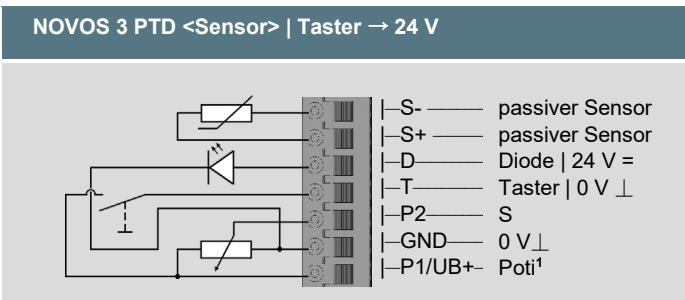 NOVOS 3 PTD <Sensor> | Taster → 24 V
|—S- ——— passiver Sensor
|—S+ ——— passiver Sensor
|—D——— Diode | 24 V =
|—T——— Taster | 0 V ⊥
|—P2——— S
|—GND—— 0 V⊥
|—P1/UB+– Poti¹